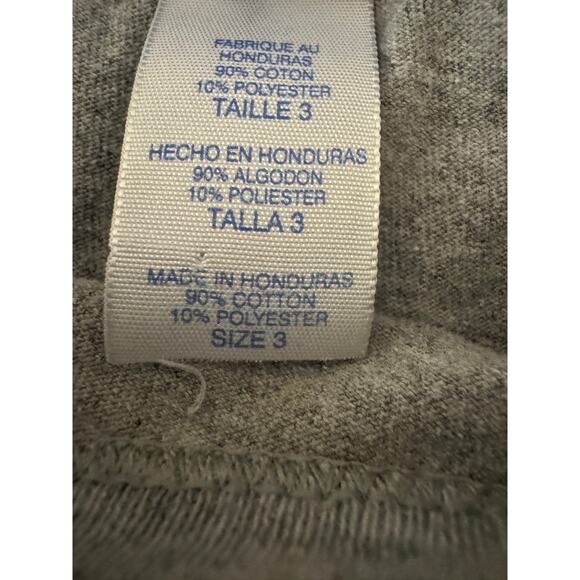 FABRIQUE AU
HONDURAS
90% COTON
10% POLYESTER
TAILLE 3
HECHO EN HONDURAS
90% ALGODON
10% POLIESTER
TALLA 3
MADE IN HONDURAS
90% COTTON
10% POLYESTER
SIZE 3